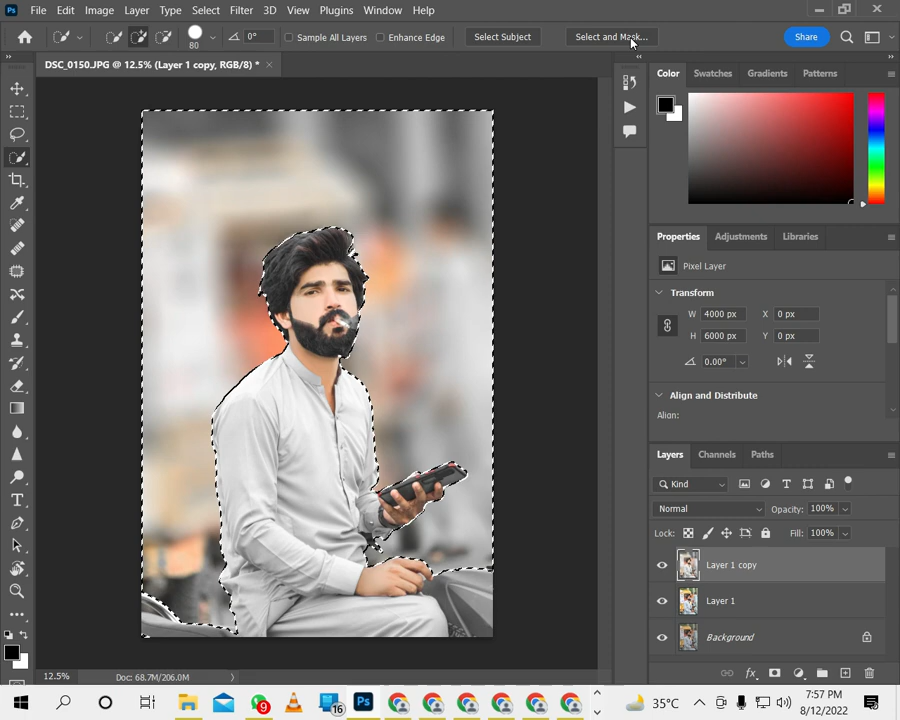 Ps File Edit Image Layer Type Select Filter 3D View Plugins Window Help
80 0° Sample All Layers Enhance Edge Select Subject Select and Mask... Share
DSC_0150.JPG @ 12.5% (Layer 1 copy, RGB/8) *
Color Swatches Gradients Patterns
Properties Adjustments Libraries
Pixel Layer
Transform
W 4000 px X 0 px
H 6000 px Y 0 px
0.00°
Align and Distribute
Align:
Layers Channels Paths
Kind
Normal Opacity: 100%
Lock: Fill: 100%
Layer 1 copy
Layer 1
Background
12.5% Doc: 68.7M/206.0M
9 16 Ps 35°C 7:57 PM
8/12/2022